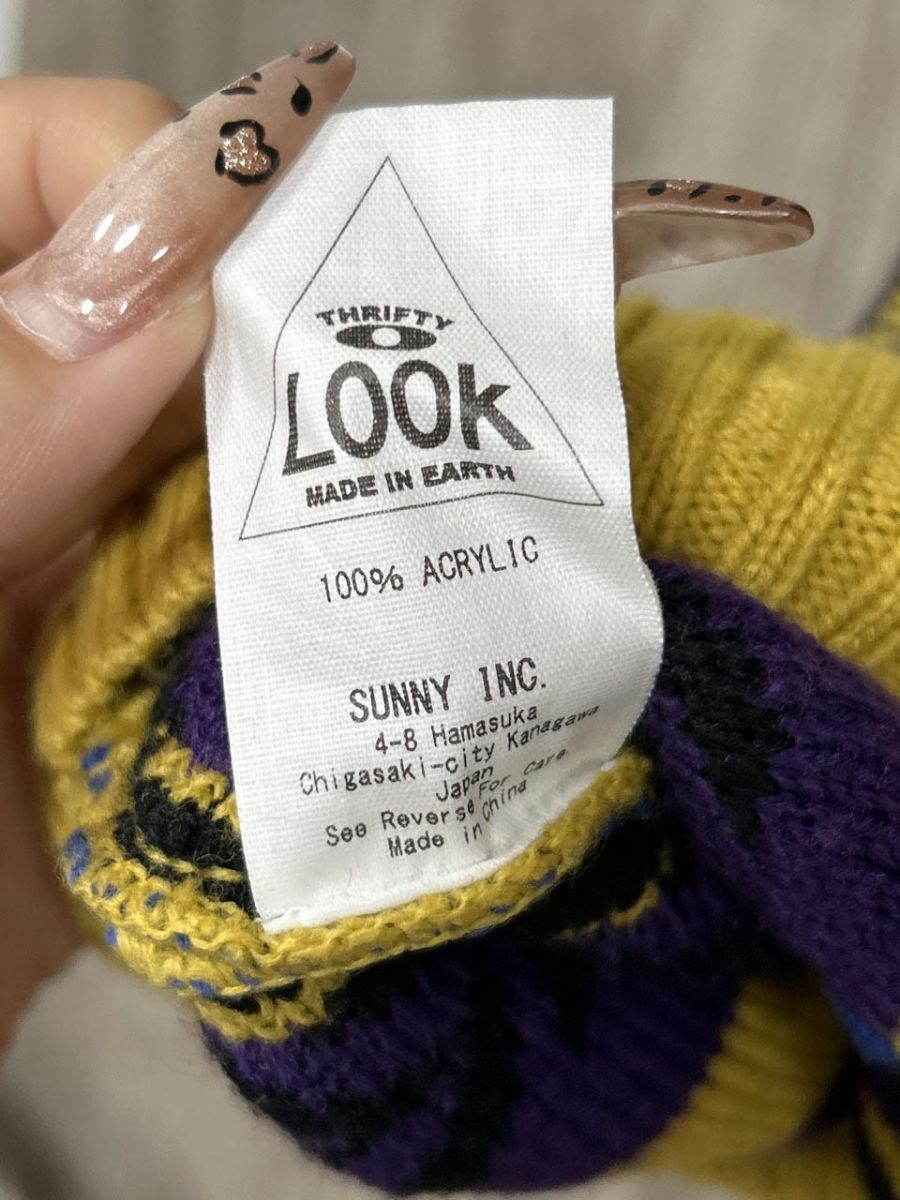 THRIFTY
LOOK
MADE IN EARTH
100% ACRYLIC
SUNNY INC.
4-8 Hamasuka
Chigasaki-city Kanagawa
Japan
See Reverse For Care
Made in China